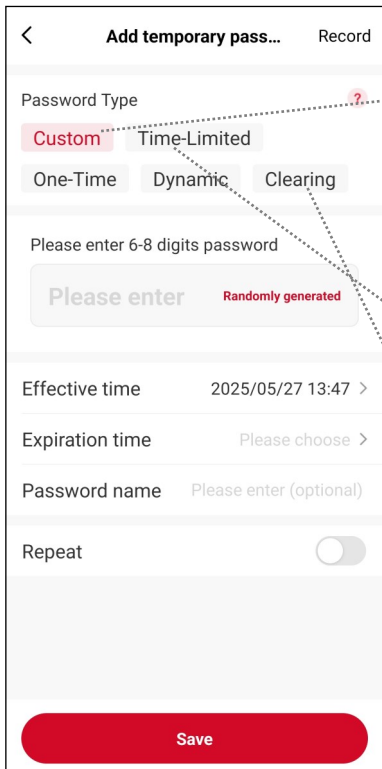 Add temporary pass... Record
Password Type ?
Custom Time-Limited
One-Time Dynamic Clearing
Please enter 6-8 digits password
Please enter Randomly generated
Effective time 2025/05/27 13:47
Expiration time Please choose
Password name Please enter (optional)
Repeat
Save